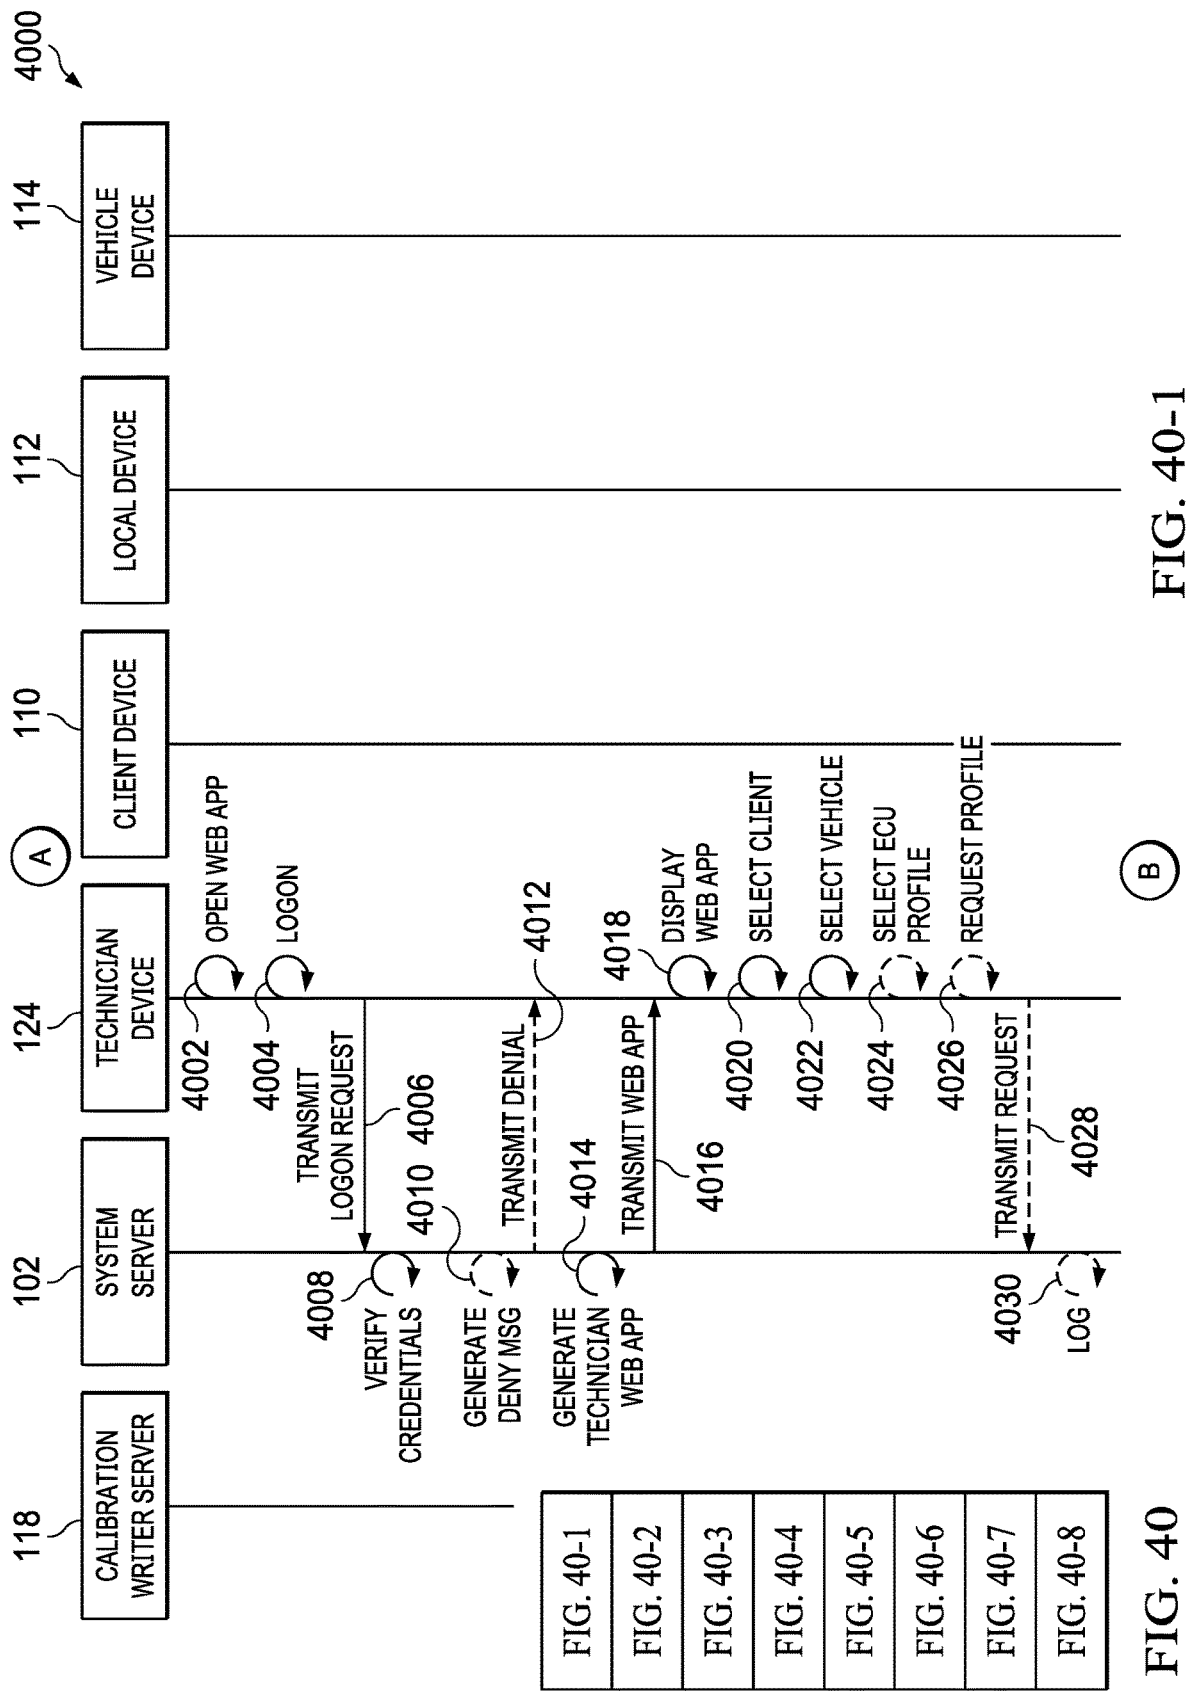 4000
118
102
124
110
112
114
A
CALIBRATION
WRITER SERVER
SYSTEM
SERVER
TECHNICIAN
DEVICE
CLIENT DEVICE
LOCAL DEVICE
VEHICLE
DEVICE
4002
OPEN WEB APP
4004
LOGON
TRANSMIT
LOGON REQUEST
4006
4008
VERIFY
CREDENTIALS
4010
GENERATE
DENY MSG
TRANSMIT DENIAL
4012
4014
GENERATE
TECHNICIAN
WEB APP
TRANSMIT WEB APP
4016
4018
DISPLAY
WEB APP
4020
SELECT CLIENT
4022
SELECT VEHICLE
4024
SELECT ECU
PROFILE
4026
REQUEST PROFILE
TRANSMIT REQUEST
4028
4030
LOG
B
FIG. 40-1
FIG. 40-2
FIG. 40-3
FIG. 40-4
FIG. 40-5
FIG. 40-6
FIG. 40-7
FIG. 40-8
FIG. 40
FIG. 40-1